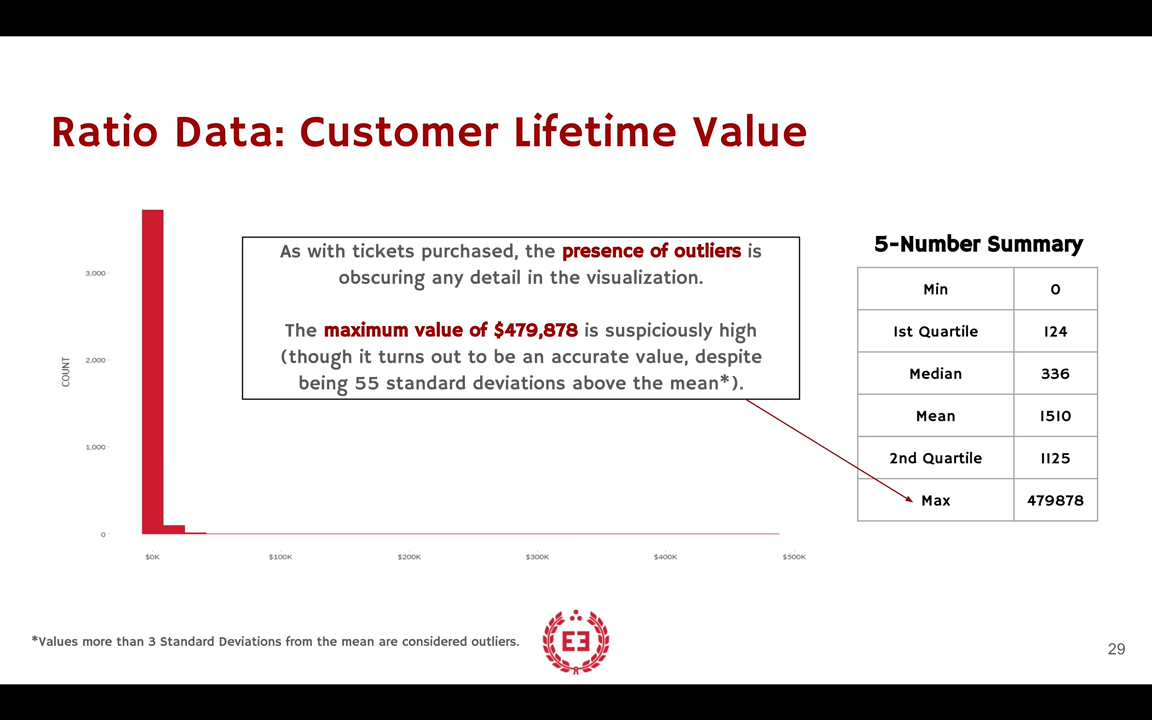 Ratio Data: Customer Lifetime Value
As with tickets purchased, the presence of outliers is
obscuring any detail in the visualization.
The maximum value of $479,878 is suspiciously high
(though it turns out to be an accurate value, despite
being 55 standard deviations above the mean*).
COUNT
3,000
2,000
1,000
0
$0K
$100K
$200K
$300K
$400K
$500K
5-Number Summary
Min 0
1st Quartile 124
Median 336
Mean 1510
2nd Quartile 1125
Max 479878
*Values more than 3 Standard Deviations from the mean are considered outliers.
EE
29